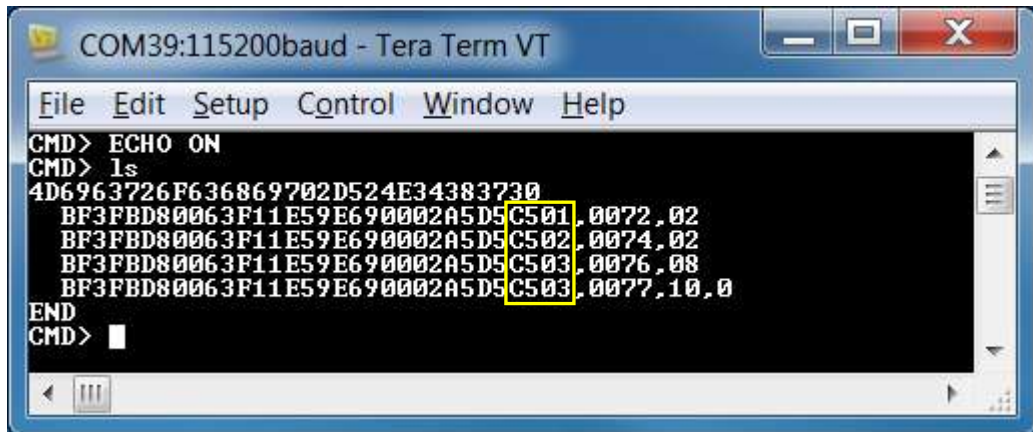 COM39:115200baud - Tera Term VT
File Edit Setup Control Window Help
CMD> ECHO ON
CMD> ls
4D6963726F636869702D524E34383730
BF3FBD80063F11E59E690002A5D5C501,0072,02
BF3FBD80063F11E59E690002A5D5C502,0074,02
BF3FBD80063F11E59E690002A5D5C503,0076,08
BF3FBD80063F11E59E690002A5D5C503,0077,10,0
END
CMD>